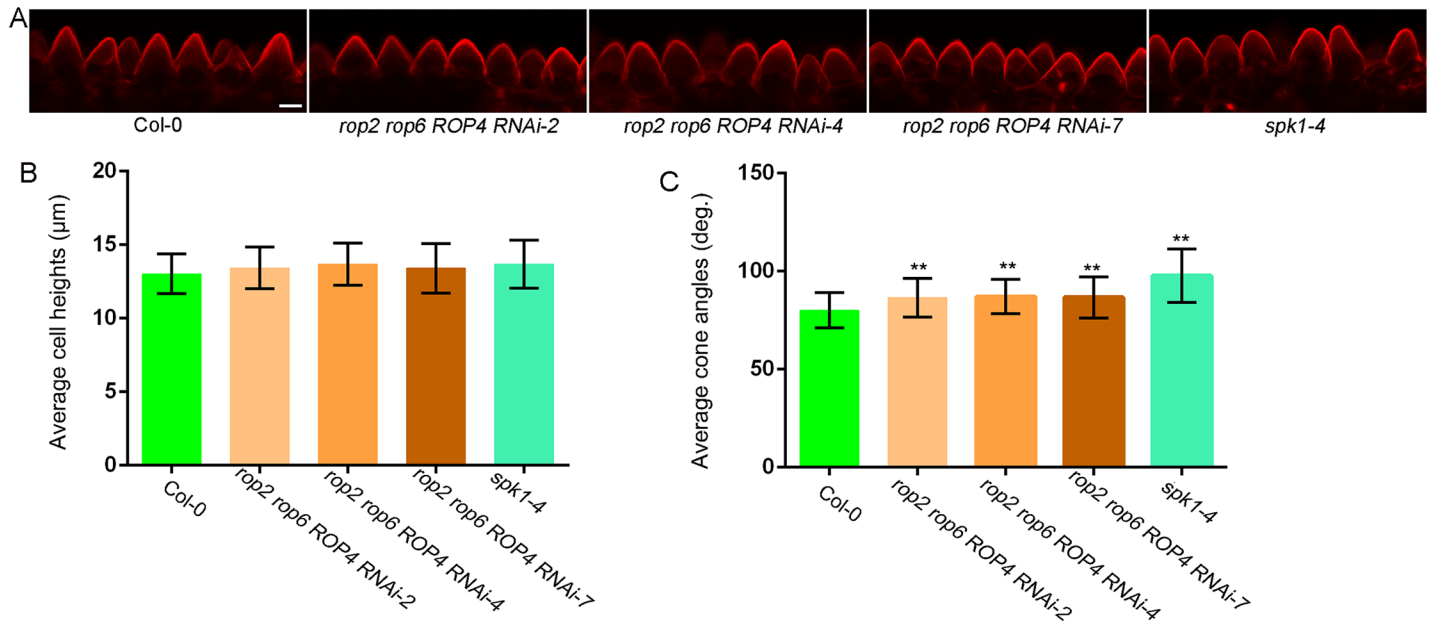 A
Col-0
rop2 rop6 ROP4 RNAi-2
rop2 rop6 ROP4 RNAi-4
rop2 rop6 ROP4 RNAi-7
spk1-4
B
Average cell heights (µm)
20
15
10
5
0
Col-0
rop2 rop6 ROP4 RNAi-2
rop2 rop6 ROP4 RNAi-4
rop2 rop6 ROP4 RNAi-7
spk1-4
C
Average cone angles (deg.)
150
100
50
0
**
**
**
**
Col-0
rop2 rop6 ROP4 RNAi-2
rop2 rop6 ROP4 RNAi-4
rop2 rop6 ROP4 RNAi-7
spk1-4